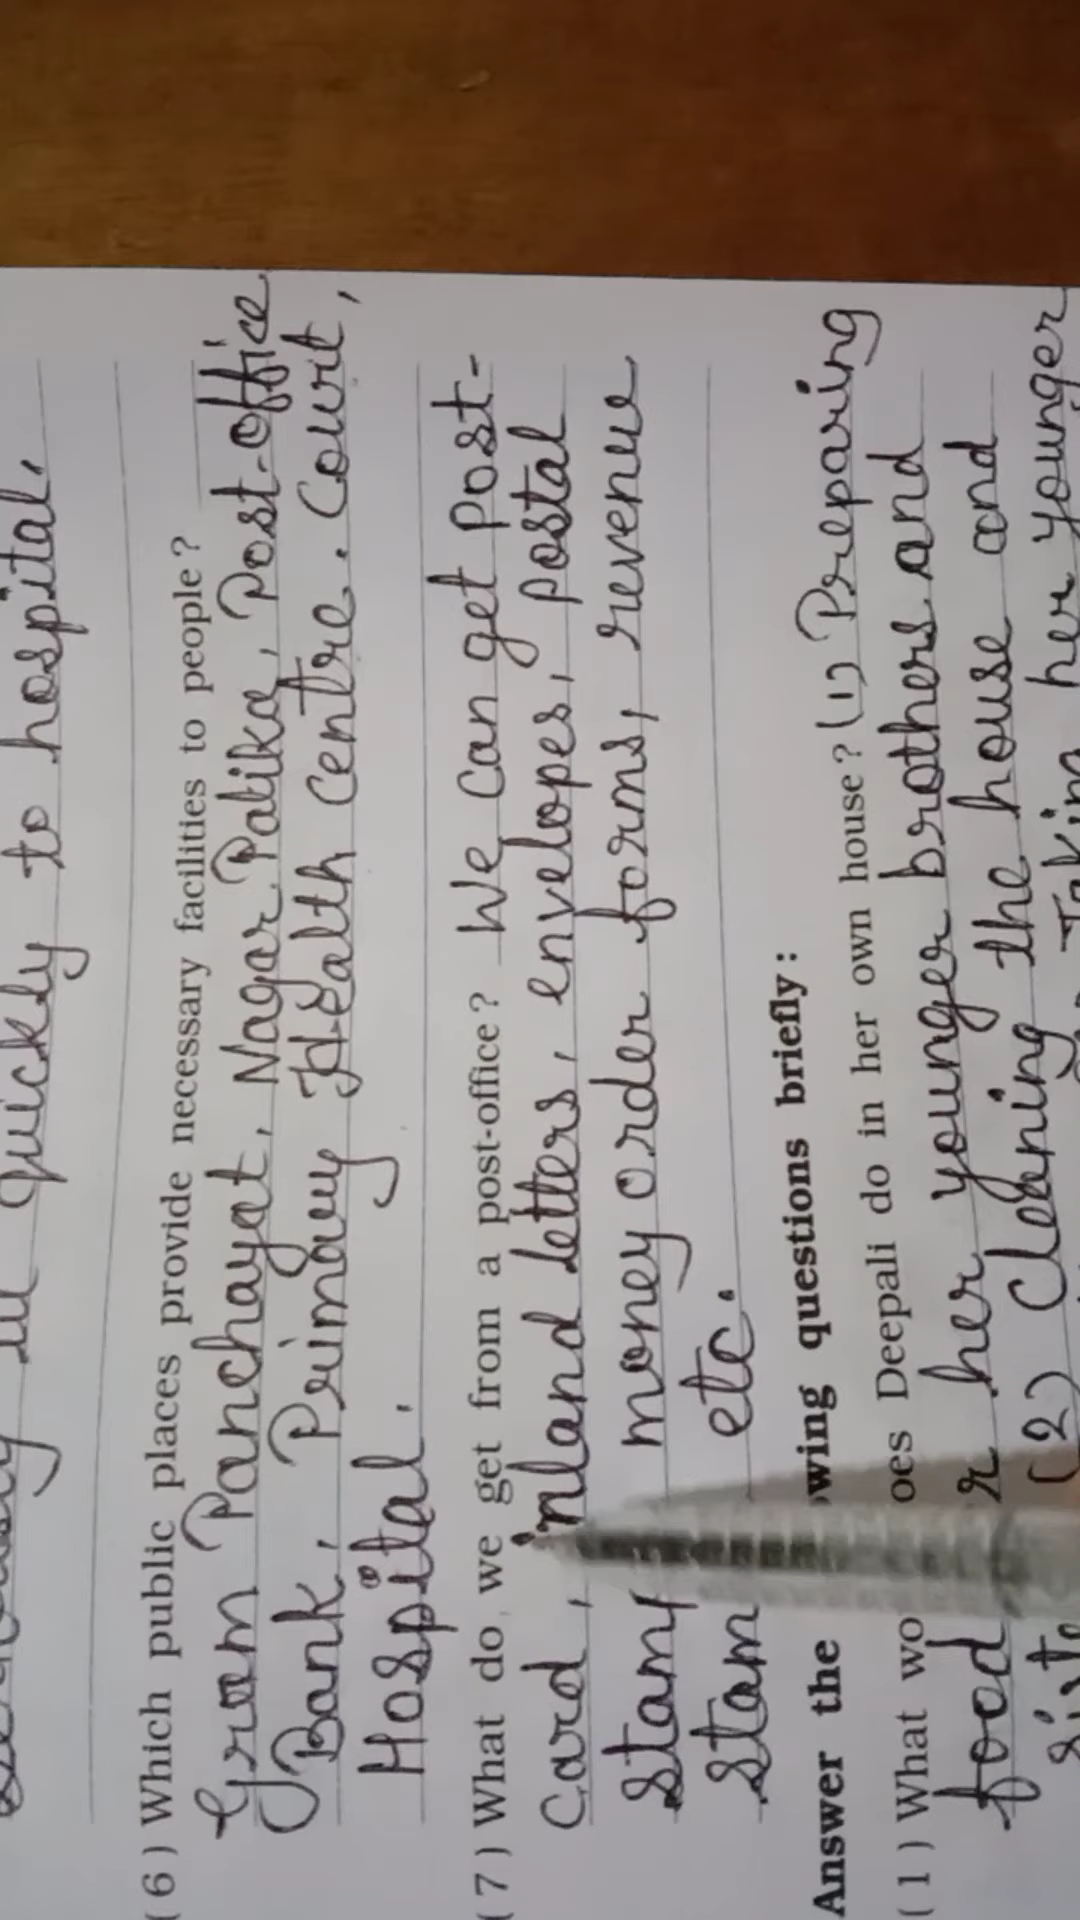 quickly to hospital.
( 6 ) Which public places provide necessary facilities to people ?
Gram Panchayat, Nagar Palika, Post-office
Bank, Primary Health Centre. Court,
Hospital.
( 7 ) What do we get from a post-office ? We can get post-
card, inland letters, envelopes, postal
stam money order forms, revenue
stam etc.
Answer the owing questions briefly :
( 1 ) What wo oes Deepali do in her own house ? (1) Preparing
food r her younger brothers and
(2) Cleaning the house and
Taking her younger